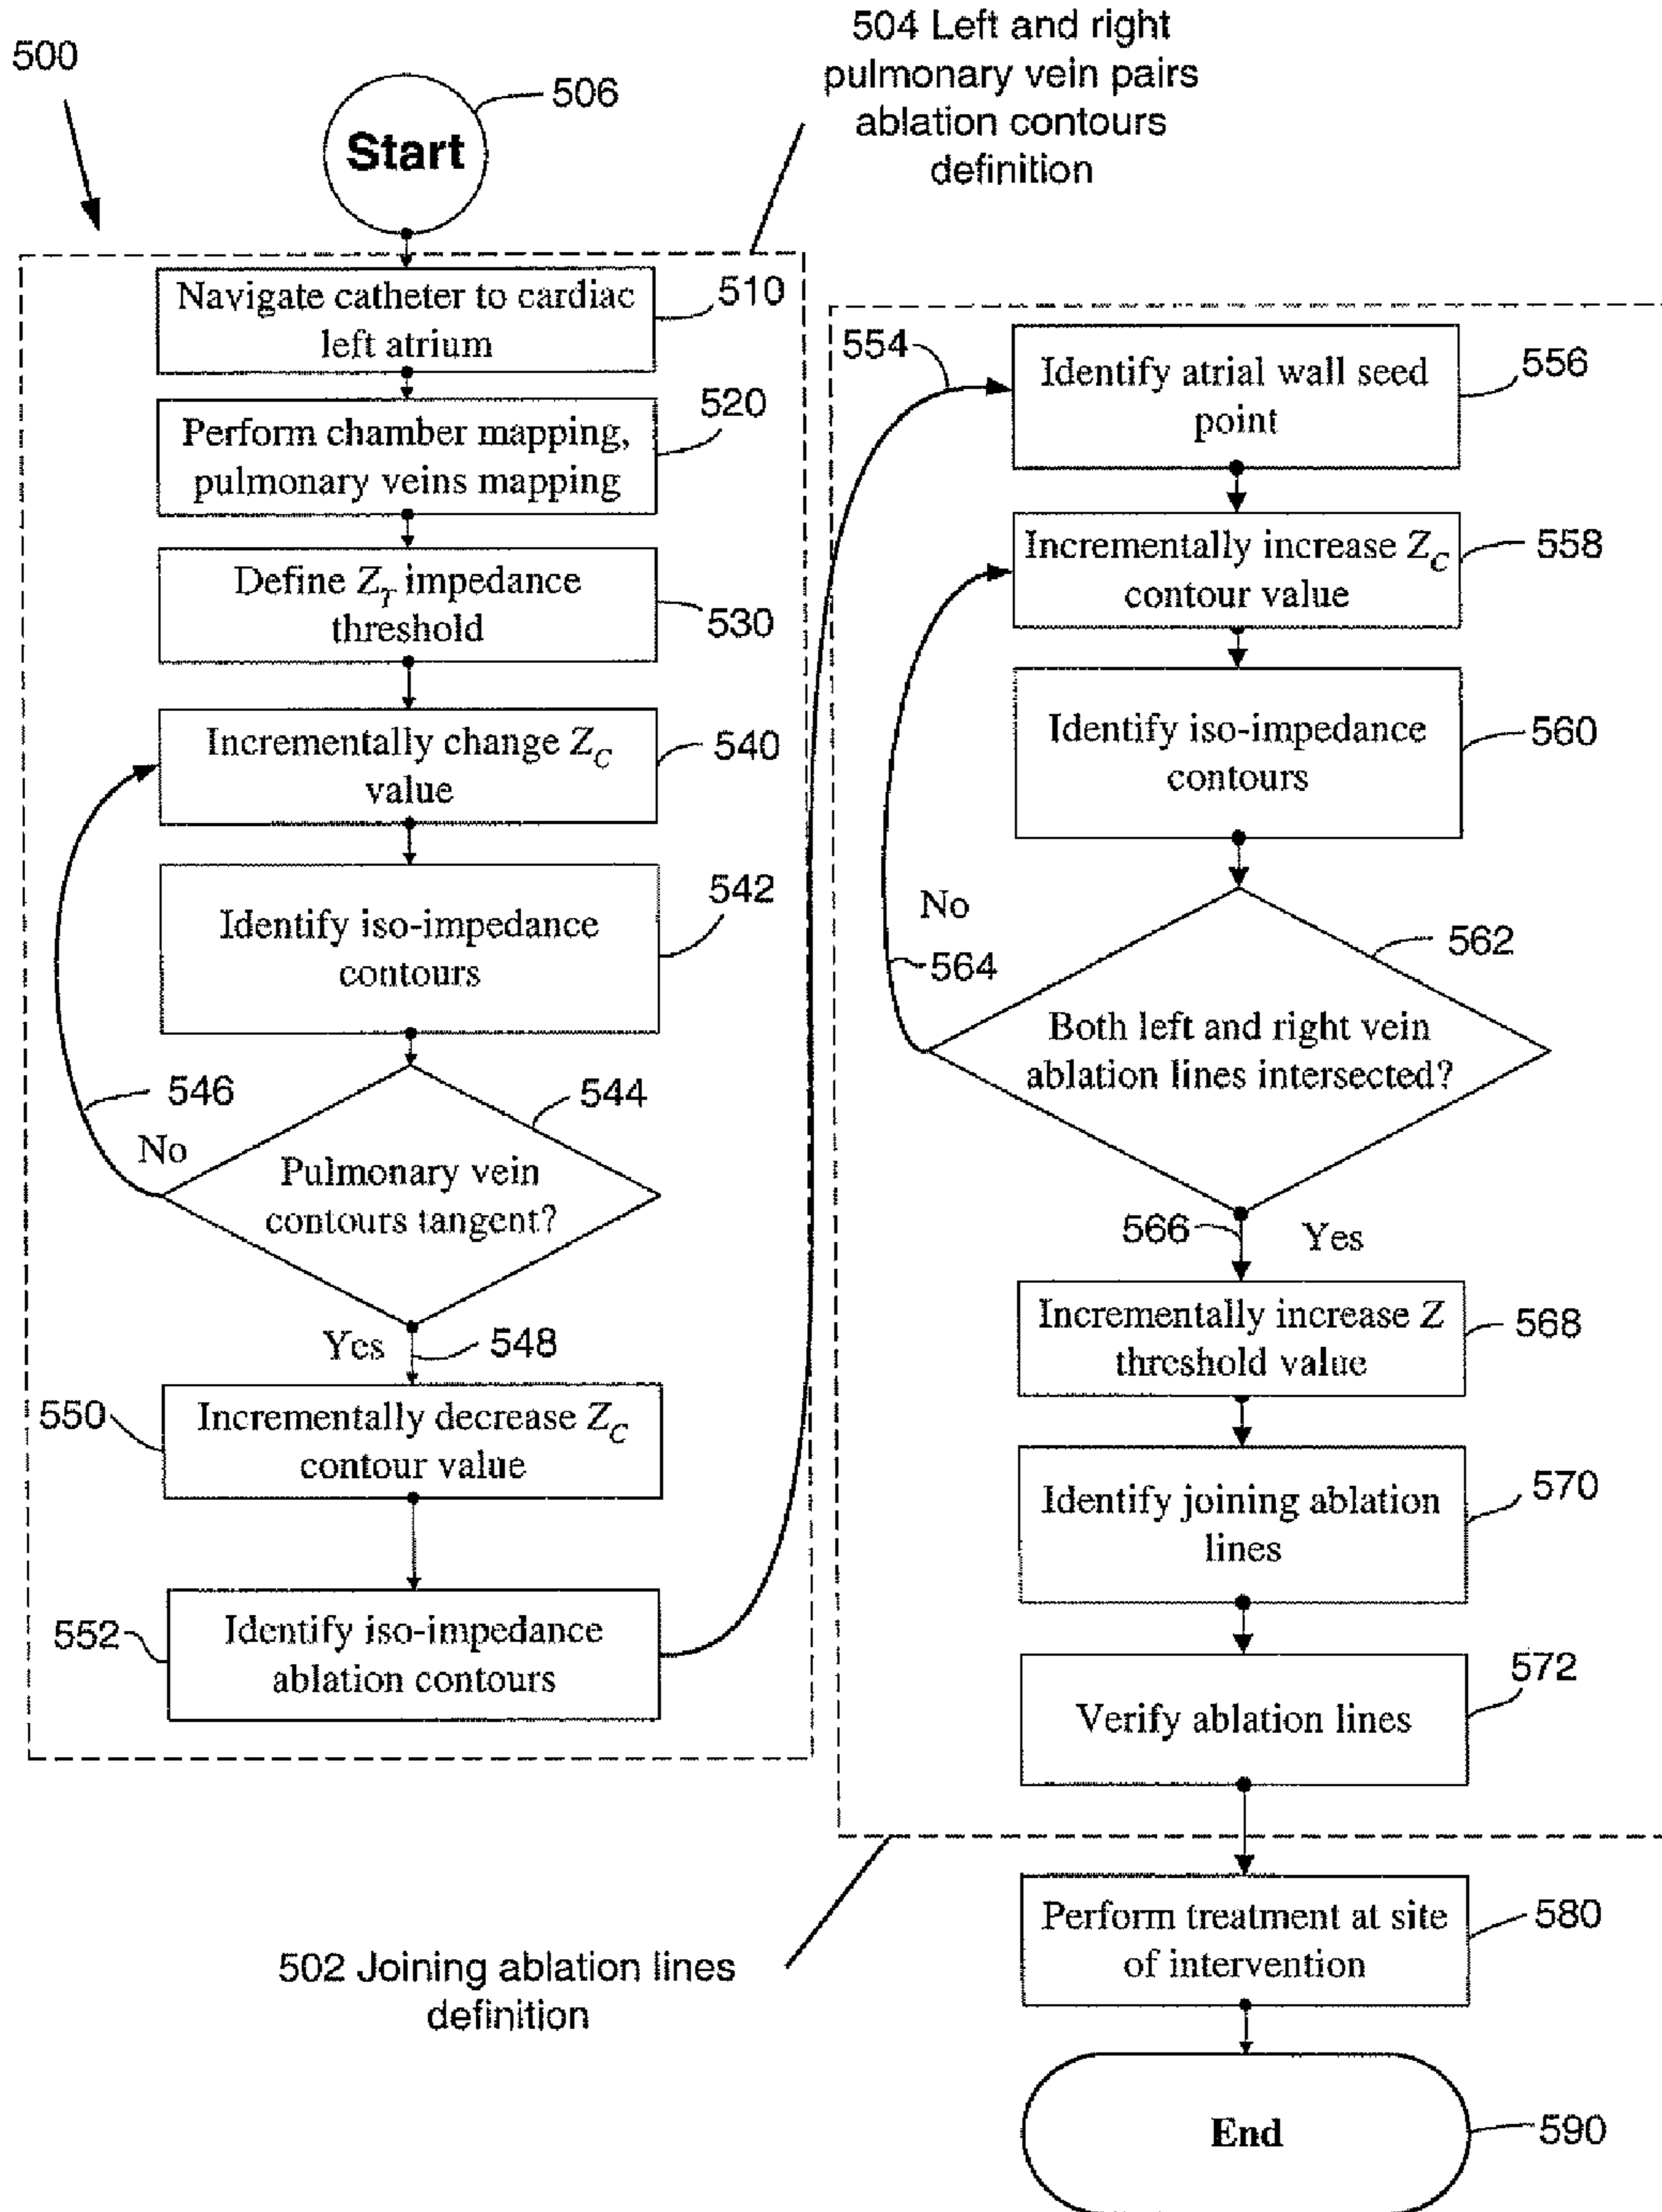 500
506
Start
504 Left and right
pulmonary vein pairs
ablation contours
definition
Navigate catheter to cardiac
left atrium
510
Perform chamber mapping,
pulmonary veins mapping
520
Define Z_T impedance
threshold
530
Incrementally change Z_C
value
540
Identify iso-impedance
contours
542
546
No
544
Pulmonary vein
contours tangent?
Yes
548
550
Incrementally decrease Z_C
contour value
552
Identify iso-impedance
ablation contours
554
Identify atrial wall seed
point
556
Incrementally increase Z_C
contour value
558
Identify iso-impedance
contours
560
No
564
562
Both left and right vein
ablation lines intersected?
566
Yes
Incrementally increase Z
threshold value
568
Identify joining ablation
lines
570
Verify ablation lines
572
502 Joining ablation lines
definition
Perform treatment at site
of intervention
580
End
590